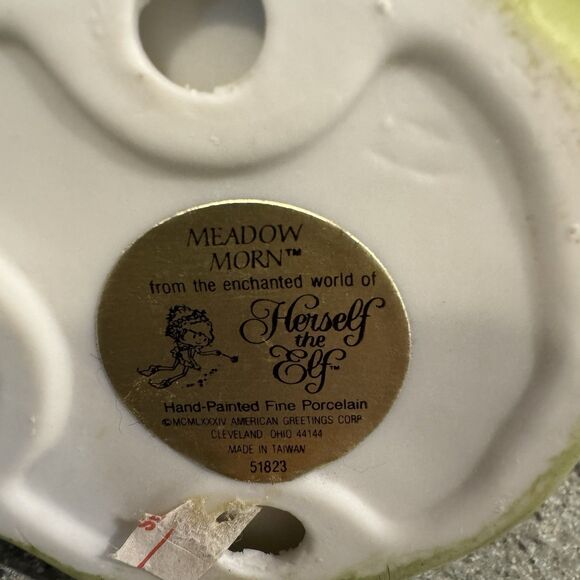 MEADOW
MORN™
from the enchanted world of
Herself
the
Elf™
Hand-Painted Fine Porcelain
©MCMLXXXIV AMERICAN GREETINGS CORP
CLEVELAND, OHIO 44144
MADE IN TAIWAN
51823